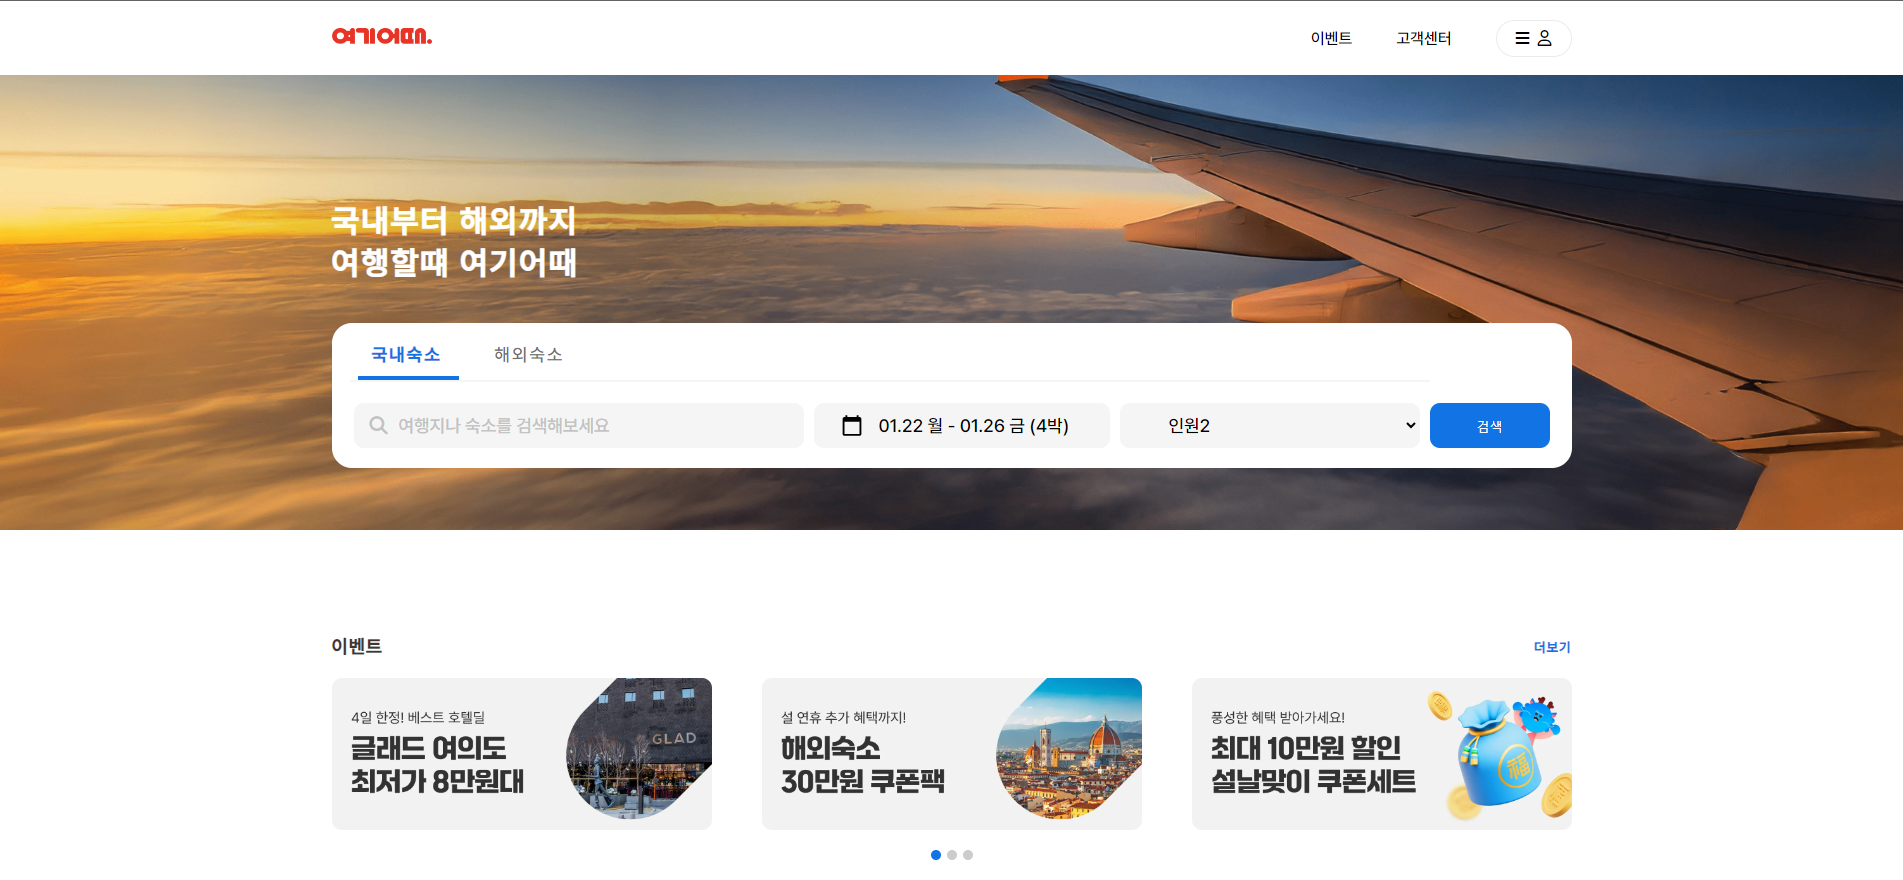 여기어때.
이벤트
고객센터
국내부터 해외까지
여행할때 여기어때
국내숙소
해외숙소
여행지나 숙소를 검색해보세요
01.22 월 - 01.26 금 (4박)
인원2
검색
이벤트
더보기
4일 한정! 베스트 호텔딜
글래드 여의도
최저가 8만원대
GLAD
설 연휴 추가 혜택까지!
해외숙소
30만원 쿠폰팩
풍성한 혜택 받아가세요!
최대 10만원 할인
설날맞이 쿠폰세트
福